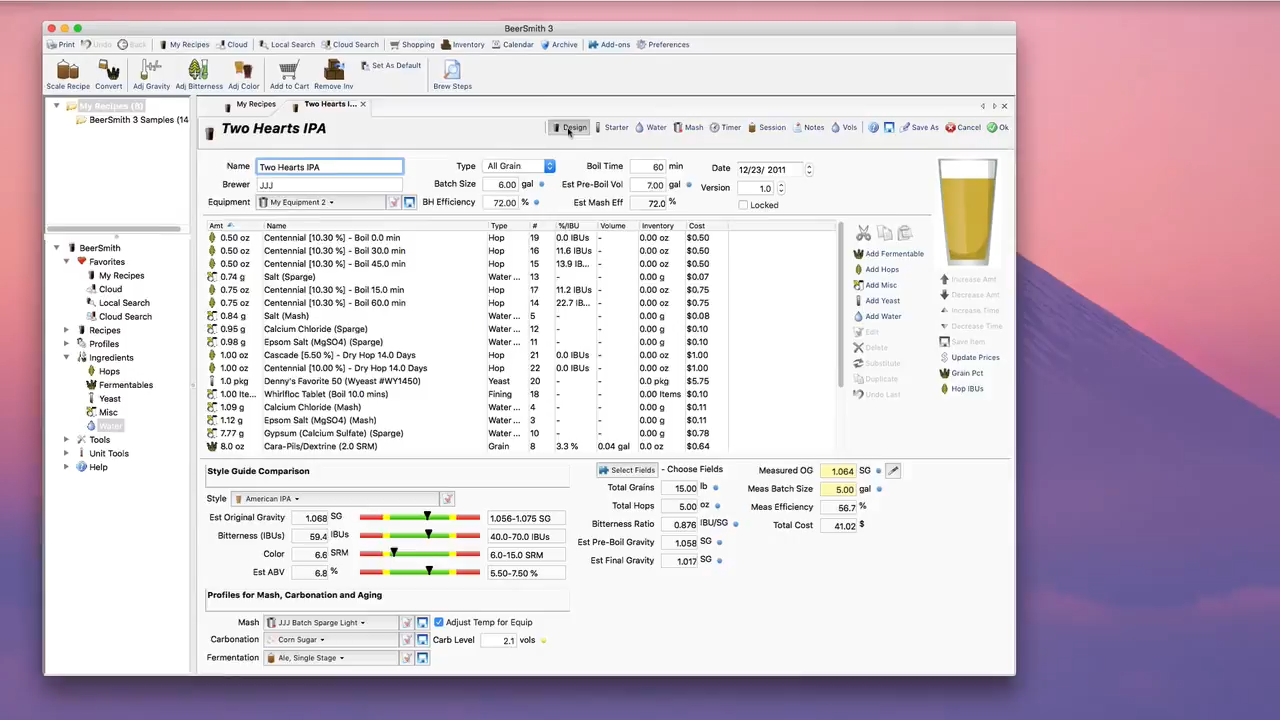 BeerSmith 3
Print Undo Back My Recipes Cloud Local Search Cloud Search Shopping Inventory Calendar Archive Add-ons Preferences
Scale Recipe Convert Adj Gravity Adj Bitterness Adj Color Add to Cart Remove Inv Set As Default Brew Steps
My Recipes (ft)
BeerSmith 3 Samples (14
BeerSmith
Favorites
My Recipes
Cloud
Local Search
Cloud Search
Recipes
Profiles
Ingredients
Hops
Fermentables
Yeast
Misc
Water
Tools
Unit Tools
Help
My Recipes Two Hearts I...
Two Hearts IPA
Design Starter Water Mash Timer Session Notes Vols Save As Cancel Ok
Name Two Hearts IPA Type All Grain Boil Time 60 min Date 12/23/ 2011
Brewer JJJ Batch Size 6.00 gal Est Pre-Boil Vol 7.00 gal Version 1.0
Equipment My Equipment 2 BH Efficiency 72.00 % Est Mash Eff 72.0 % Locked
Amt Name Type # %/IBU Volume Inventory Cost
0.50 oz Centennial [10.30 %] - Boil 0.0 min Hop 19 0.0 IBUs - 0.00 oz $0.50
0.50 oz Centennial [10.30 %] - Boil 30.0 min Hop 16 11.6 IBUs - 0.00 oz $0.50
0.50 oz Centennial [10.30 %] - Boil 45.0 min Hop 15 13.9 IB... - 0.00 oz $0.50
0.74 g Salt (Sparge) Water ... 13 - - 0.00 g $0.07
0.75 oz Centennial [10.30 %] - Boil 15.0 min Hop 17 11.2 IBUs - 0.00 oz $0.75
0.75 oz Centennial [10.30 %] - Boil 60.0 min Hop 14 22.7 IB... - 0.00 oz $0.75
0.84 g Salt (Mash) Water ... 5 - - 0.00 g $0.08
0.95 g Calcium Chloride (Sparge) Water ... 12 - - 0.00 g $0.10
0.98 g Epsom Salt (MgSO4) (Sparge) Water ... 11 - - 0.00 g $0.10
1.00 oz Cascade [5.50 %] - Dry Hop 14.0 Days Hop 21 0.0 IBUs - 0.00 oz $1.00
1.00 oz Centennial [10.00 %] - Dry Hop 14.0 Days Hop 22 0.0 IBUs - 0.00 oz $1.00
1.0 pkg Denny's Favorite 50 (Wyeast #WY1450) Yeast 20 - - 0.0 pkg $5.75
1.00 Ite... Whirlfloc Tablet (Boil 10.0 mins) Fining 18 - - 0.00 Items $0.10
1.09 g Calcium Chloride (Mash) Water ... 4 - - 0.00 g $0.11
1.12 g Epsom Salt (MgSO4) (Mash) Water ... 3 - - 0.00 g $0.11
7.77 g Gypsum (Calcium Sulfate) (Sparge) Water ... 10 - - 0.00 g $0.78
8.0 oz Cara-Pils/Dextrine (2.0 SRM) Grain 8 3.3 % 0.04 gal 0.0 oz $0.64
Add Fermentable
Add Hops
Add Misc
Add Yeast
Add Water
Edit
Delete
Substitute
Duplicate
Undo Last
Increase Amt
Decrease Amt
Increase Time
Decrease Time
Save Item
Update Prices
Grain Pct
Hop IBUs
Style Guide Comparison
Style American IPA
Est Original Gravity 1.068 SG 1.056-1.075 SG
Bitterness (IBUs) 59.4 IBUs 40.0-70.0 IBUs
Color 6.6 SRM 6.0-15.0 SRM
Est ABV 6.8 % 5.50-7.50 %
Select Fields - Choose Fields
Total Grains 15.00 lb
Total Hops 5.00 oz
Bitterness Ratio 0.876 IBU/SG
Est Pre-Boil Gravity 1.058 SG
Est Final Gravity 1.017 SG
Measured OG 1.064 SG
Meas Batch Size 5.00 gal
Meas Efficiency 56.7 %
Total Cost 41.02 $
Profiles for Mash, Carbonation and Aging
Mash JJJ Batch Sparge Light Adjust Temp for Equip
Carbonation Corn Sugar Carb Level 2.1 vols
Fermentation Ale, Single Stage